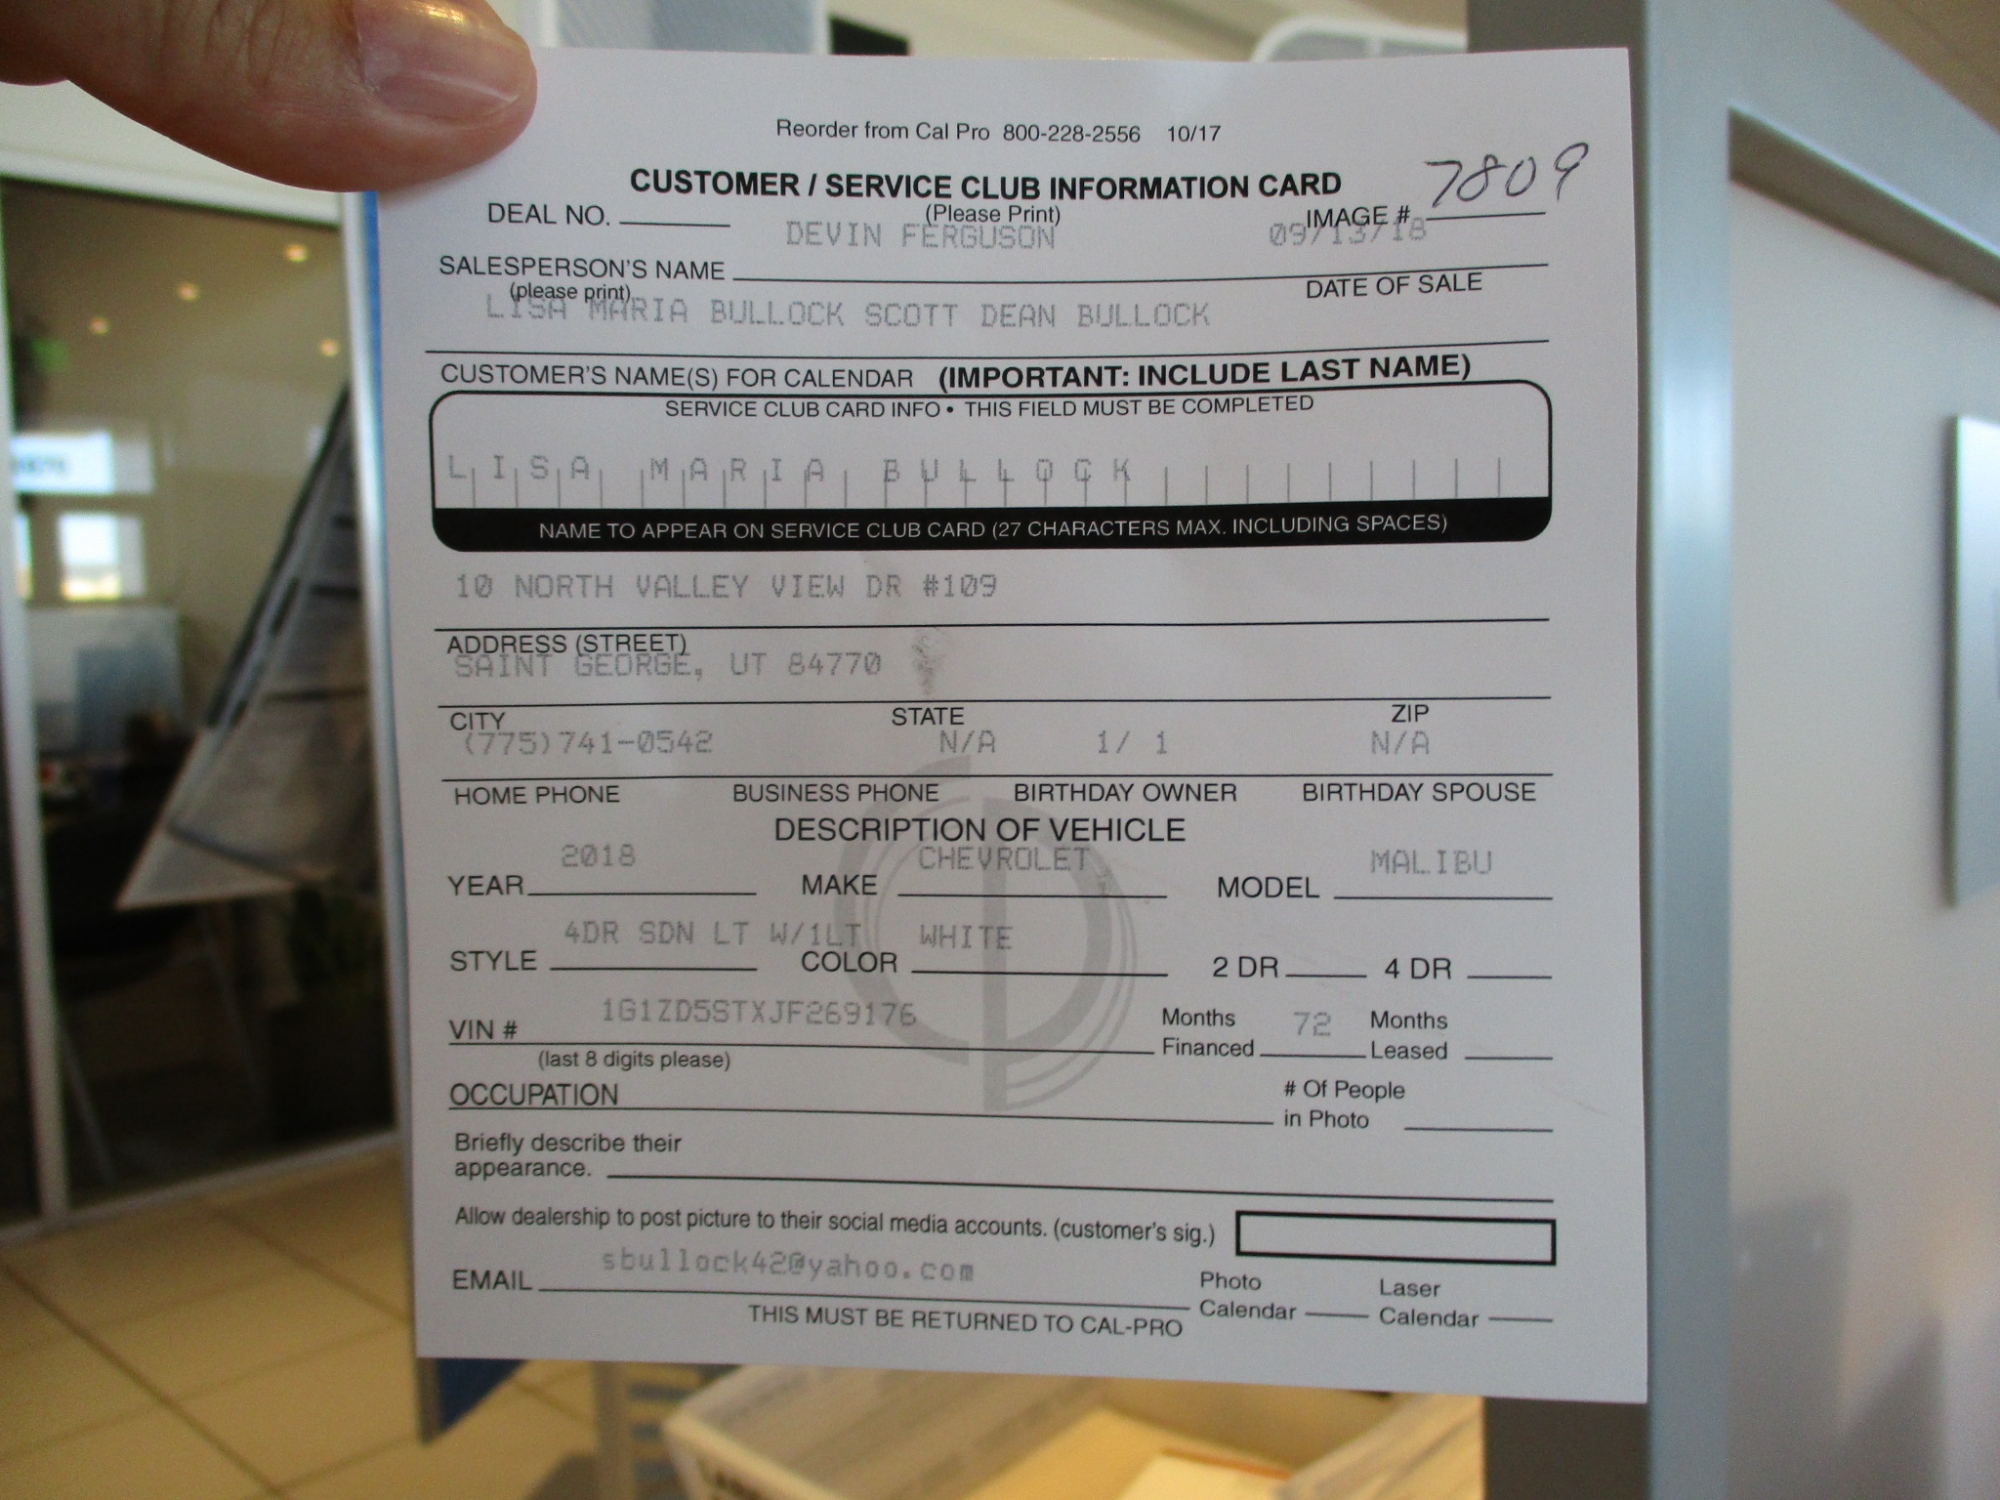 Reorder from Cal Pro 800-228-2556 10/17
CUSTOMER / SERVICE CLUB INFORMATION CARD 7809
DEAL NO. (Please Print) IMAGE #
DEVIN FERGUSON 09/13/18
SALESPERSON'S NAME DATE OF SALE
(please print)
LISA MARIA BULLOCK SCOTT DEAN BULLOCK
CUSTOMER'S NAME(S) FOR CALENDAR (IMPORTANT: INCLUDE LAST NAME)
SERVICE CLUB CARD INFO • THIS FIELD MUST BE COMPLETED
LISA MARIA BULLOCK
NAME TO APPEAR ON SERVICE CLUB CARD (27 CHARACTERS MAX. INCLUDING SPACES)
10 NORTH VALLEY VIEW DR #109
ADDRESS (STREET)
SAINT GEORGE, UT 84770
CITY STATE ZIP
(775)741-0542 N/A 1/ 1 N/A
HOME PHONE BUSINESS PHONE BIRTHDAY OWNER BIRTHDAY SPOUSE
DESCRIPTION OF VEHICLE
2018 CHEVROLET MALIBU
YEAR MAKE MODEL
4DR SDN LT W/1LT WHITE
STYLE COLOR 2 DR 4 DR
1G1ZD5STXJF269176
VIN # Months Financed 72 Months Leased
(last 8 digits please)
OCCUPATION # Of People in Photo
Briefly describe their
appearance.
Allow dealership to post picture to their social media accounts. (customer's sig.)
sbullock42@yahoo.com
EMAIL Photo Calendar Laser Calendar
THIS MUST BE RETURNED TO CAL-PRO